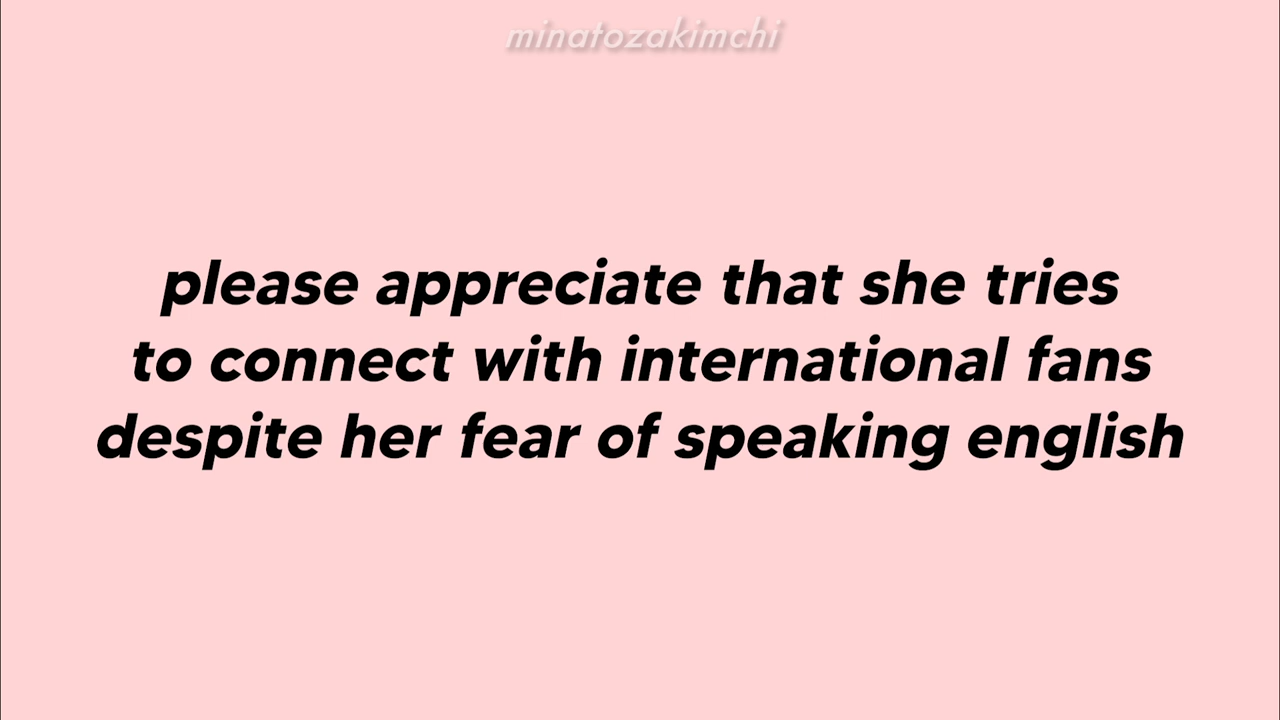 minatozakimchi
please appreciate that she tries
to connect with international fans
despite her fear of speaking english